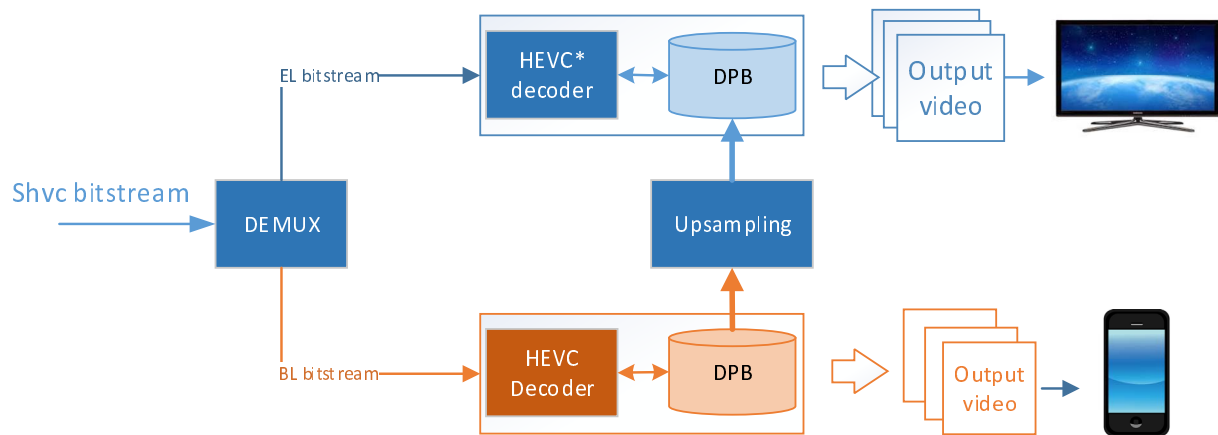 EL bitstream
HEVC*
decoder
DPB
Output
video
Shvc bitstream
DEMUX
Upsampling
BL bitstream
HEVC
Decoder
DPB
Output
video